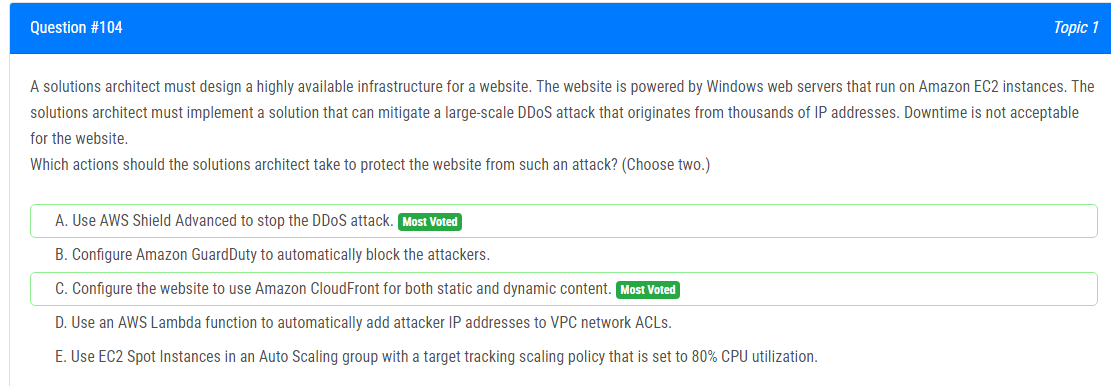 Question #104
Topic 1
A solutions architect must design a highly available infrastructure for a website. The website is powered by Windows web servers that run on Amazon EC2 instances. The
solutions architect must implement a solution that can mitigate a large-scale DDoS attack that originates from thousands of IP addresses. Downtime is not acceptable
for the website.
Which actions should the solutions architect take to protect the website from such an attack? (Choose two.)
A. Use AWS Shield Advanced to stop the DDoS attack. Most Voted
B. Configure Amazon GuardDuty to automatically block the attackers.
C. Configure the website to use Amazon CloudFront for both static and dynamic content. Most Voted
D. Use an AWS Lambda function to automatically add attacker IP addresses to VPC network ACLs.
E. Use EC2 Spot Instances in an Auto Scaling group with a target tracking scaling policy that is set to 80% CPU utilization.